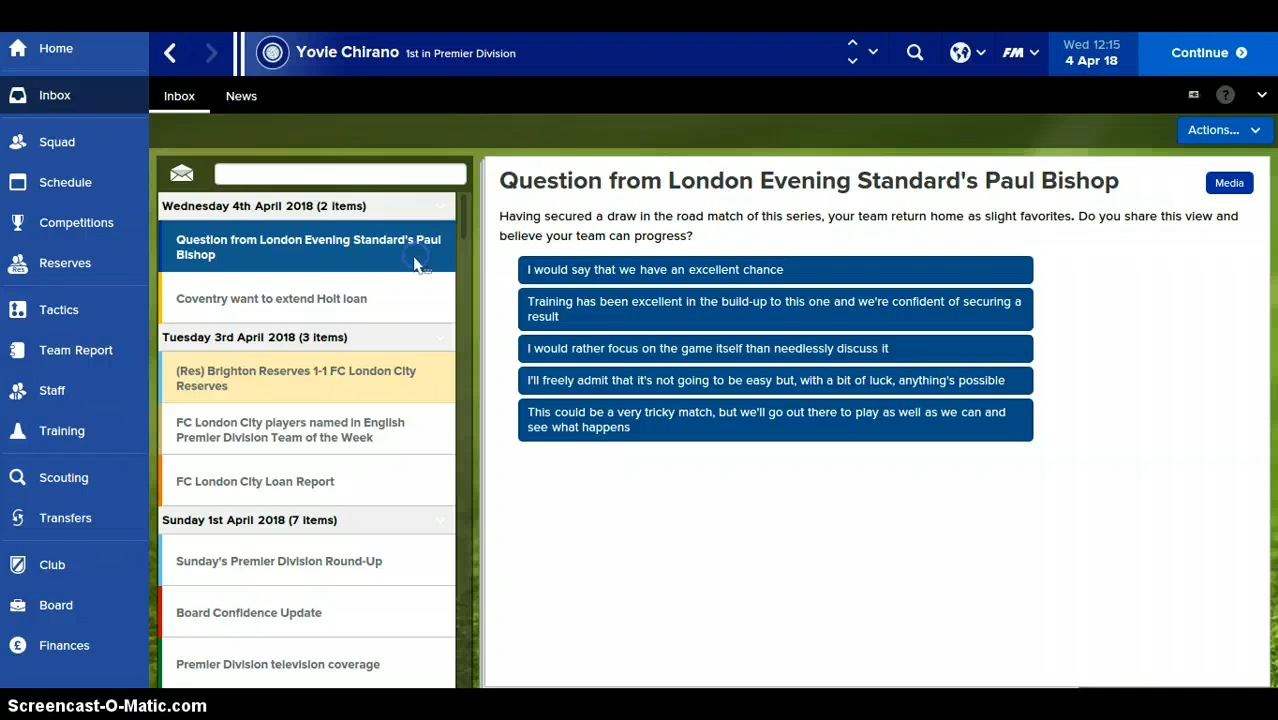 Home
Yovie Chirano 1st in Premier Division
FM
Wed 12:15
4 Apr 18
Continue
Inbox
Inbox News
?
Squad
Schedule
Competitions
Res
Reserves
Tactics
Team Report
Staff
Training
Scouting
Transfers
Club
Board
£
Finances
Actions...
Wednesday 4th April 2018 (2 items)
Question from London Evening Standard's Paul
Bishop
Coventry want to extend Holt loan
Tuesday 3rd April 2018 (3 items)
(Res) Brighton Reserves 1-1 FC London City
Reserves
FC London City players named in English
Premier Division Team of the Week
FC London City Loan Report
Sunday 1st April 2018 (7 items)
Sunday's Premier Division Round-Up
Board Confidence Update
Premier Division television coverage
Question from London Evening Standard's Paul Bishop
Media
Having secured a draw in the road match of this series, your team return home as slight favorites. Do you share this view and
believe your team can progress?
I would say that we have an excellent chance
Training has been excellent in the build-up to this one and we're confident of securing a
result
I would rather focus on the game itself than needlessly discuss it
I'll freely admit that it's not going to be easy but, with a bit of luck, anything's possible
This could be a very tricky match, but we'll go out there to play as well as we can and
see what happens
Screencast-O-Matic.com